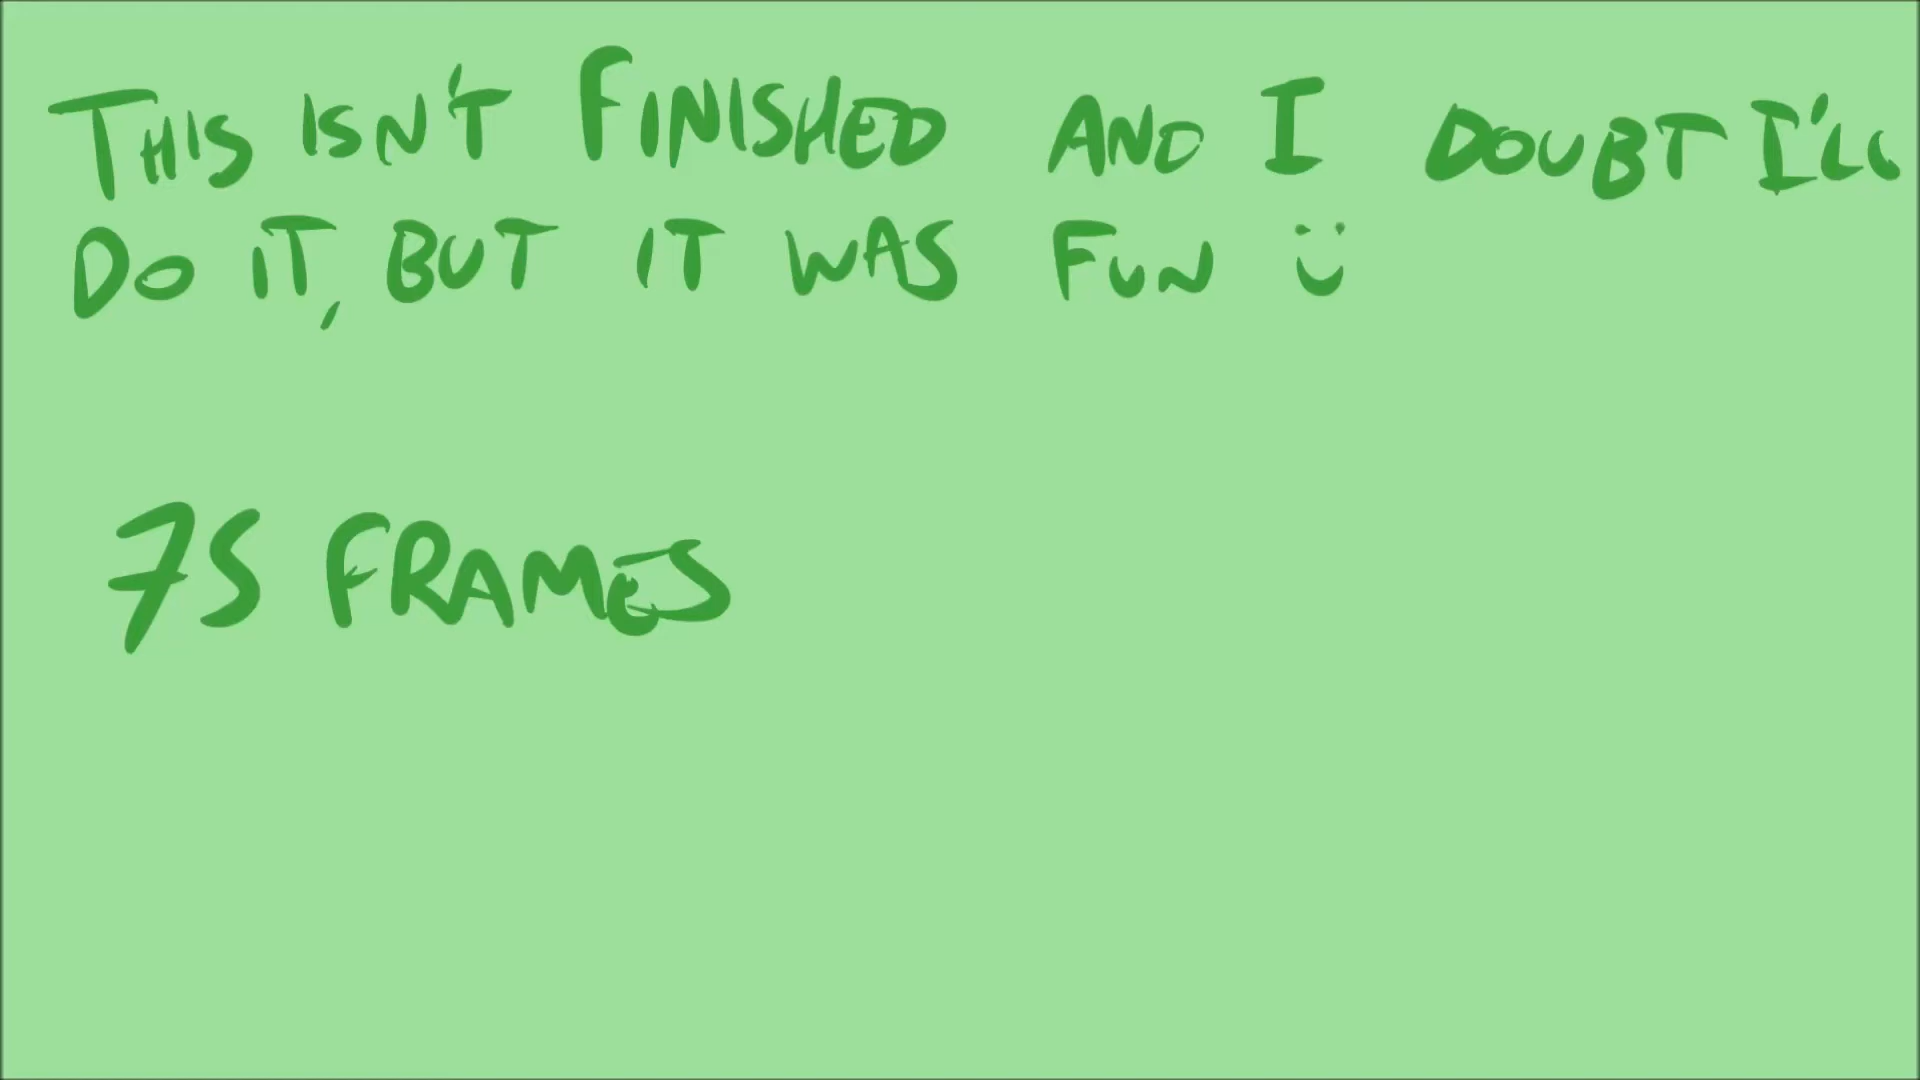 THIS ISN'T FINISHED AND I DOUBT I'LL
DO IT, BUT IT WAS FUN :)
75 FRAMES